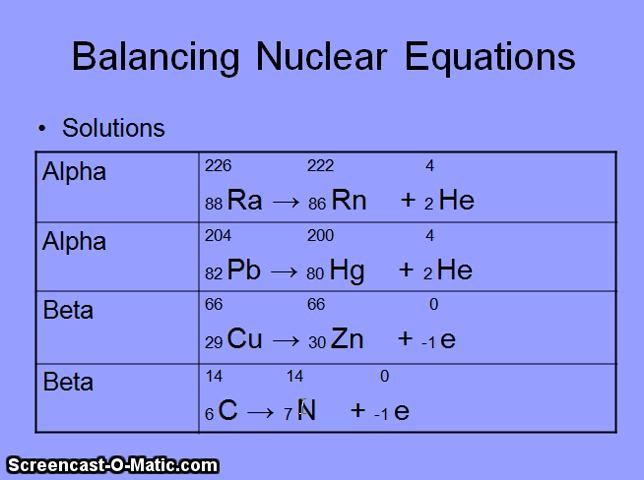 Balancing Nuclear Equations
• Solutions
Alpha
226 222 4
88 Ra → 86 Rn + 2 He
Alpha
204 200 4
82 Pb → 80 Hg + 2 He
Beta
66 66 0
29 Cu → 30 Zn + -1 e
Beta
14 14 0
6 C → 7 N + -1 e
Screencast-O-Matic.com